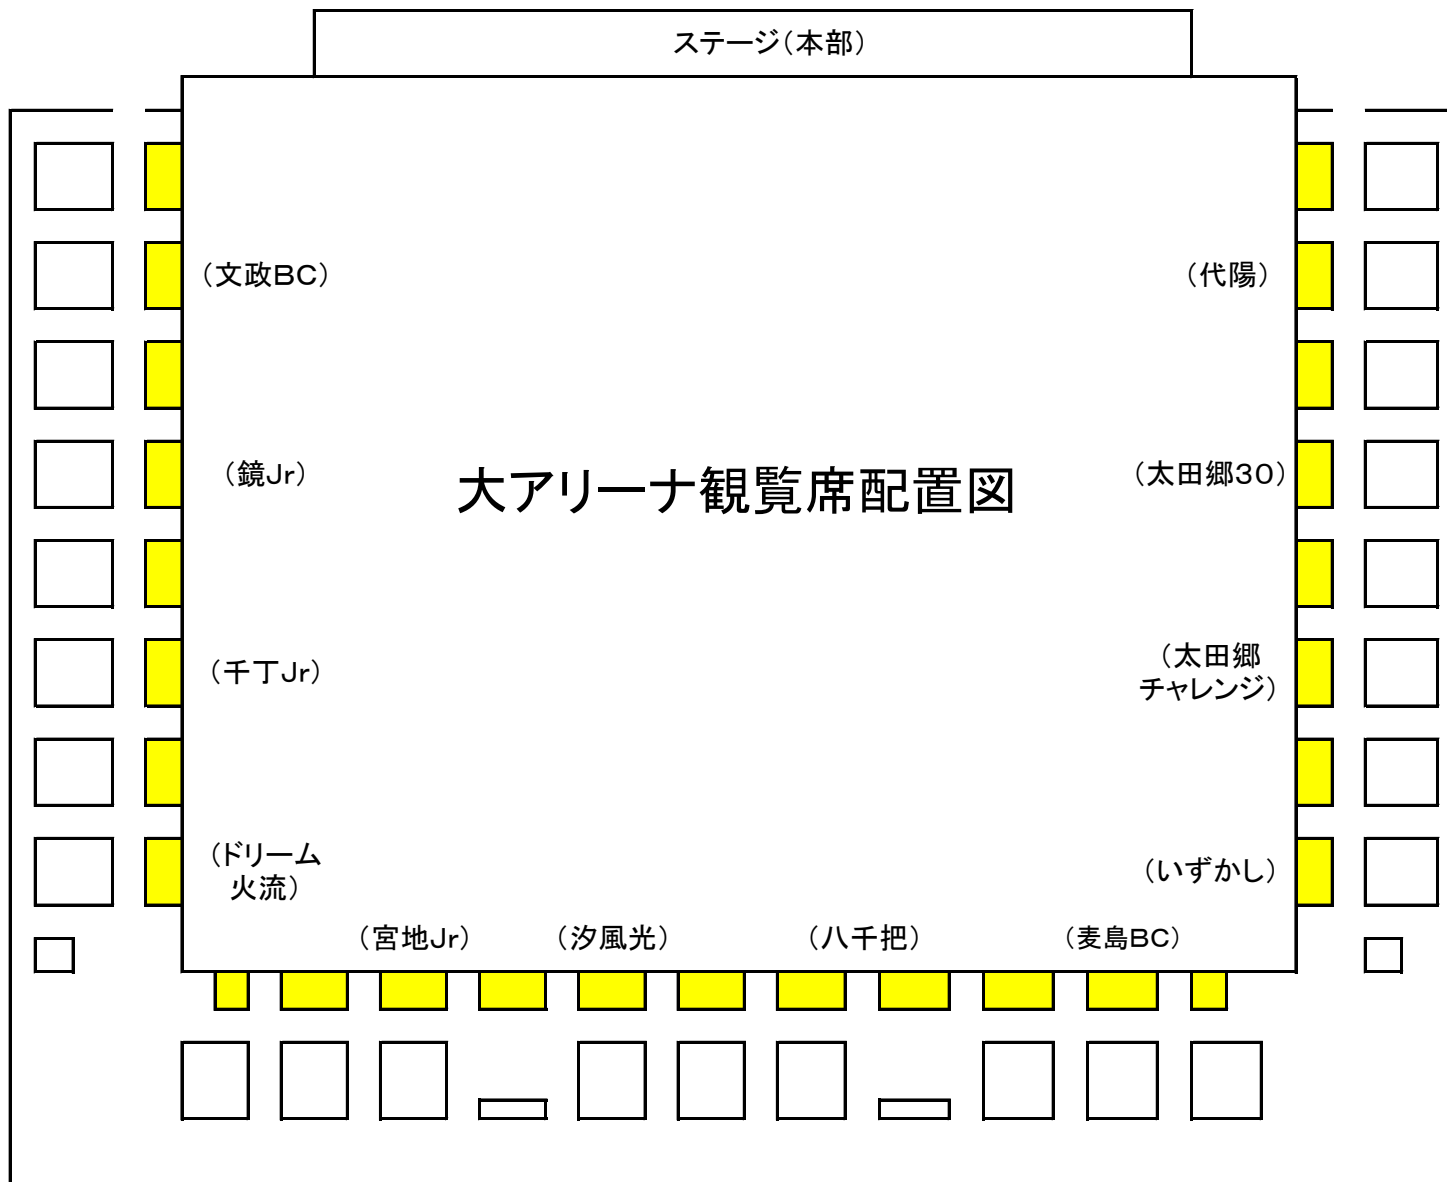 ステージ（本部）
（文政BC）
（代陽）
（鏡Jr）
大アリーナ観覧席配置図
（太田郷30）
（千丁Jr）
（太田郷
チャレンジ）
（ドリーム
火流）
（いずかし）
（宮地Jr）
（汐風光）
（八千把）
（麦島BC）